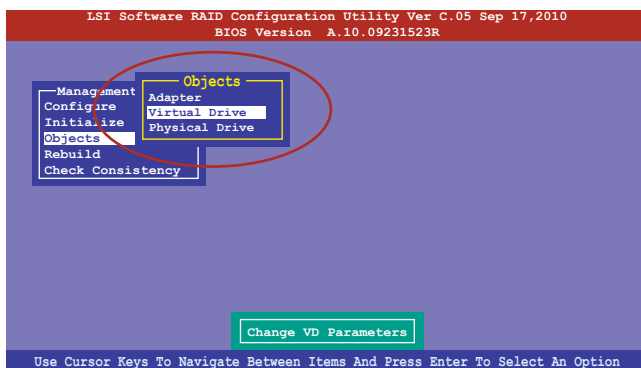 LSI Software RAID Configuration Utility Ver C.05 Sep 17,2010
BIOS Version A.10.09231523R
Management
Configure
Initialize
Objects
Rebuild
Check Consistency
Objects
Adapter
Virtual Drive
Physical Drive
Change VD Parameters
Use Cursor Keys To Navigate Between Items And Press Enter To Select An Option